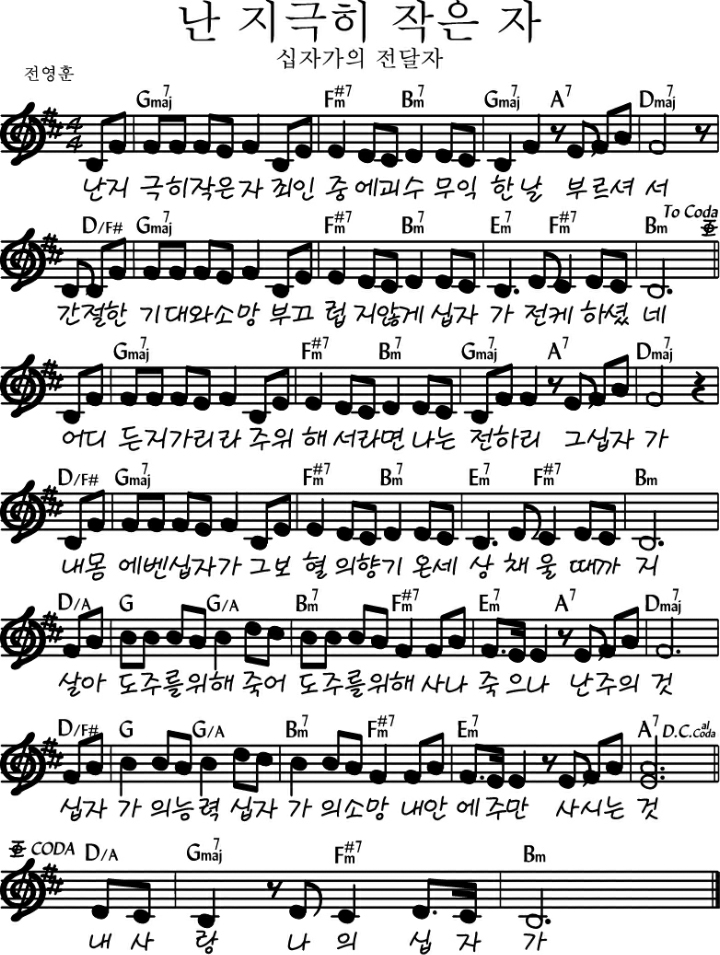 난 지극히 작은 자
십자가의 전달자
전영훈
Gmaj7 F#m7 Bm7 Gmaj7 A7 Dmaj7
4/4
난지 극히작은자 죄인 중 에괴수 무익 한날 부르셔 서
To Coda
D/F# Gmaj7 F#m7 Bm7 Em7 F#m7 Bm
간절한 기대와소망 부끄 럽 지않게 십자 가 전케 하셨 네
Gmaj7 F#m7 Bm7 Gmaj7 A7 Dmaj7
어디 든지가리라 주위 해 서라면 나는 전하리 그십자 가
D/F# Gmaj7 F#m7 Bm7 Em7 F#m7 Bm
내몸 에벤십자가 그보 혈 의향기 온세 상 채 울 때까 지
D/A G G/A Bm7 F#m7 Em7 A7 Dmaj7
살아 도주를위해 죽어 도주를위해 사나 죽 으나 난주의 것
D/F# G G/A Bm7 F#m7 Em7 A7 D.C. al Coda
십자 가 의능력 십자 가 의소망 내안 에주만 사시는 것
CODA D/A Gmaj7 F#m7 Bm
내 사 랑 나 의 십 자 가